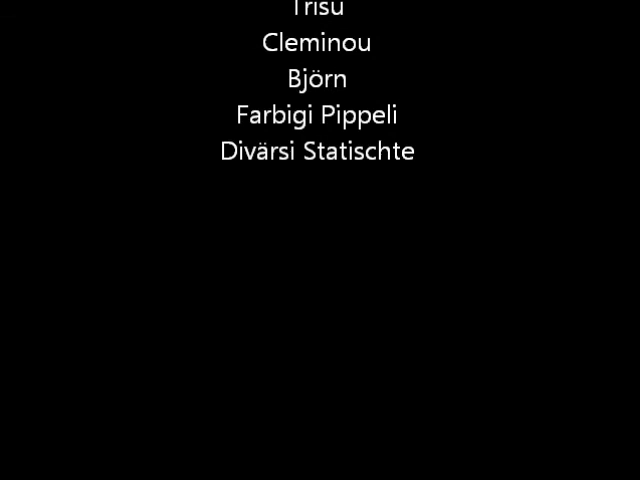 Trisu
Cleminou
Björn
Farbigi Pippeli
Divärsi Statischte